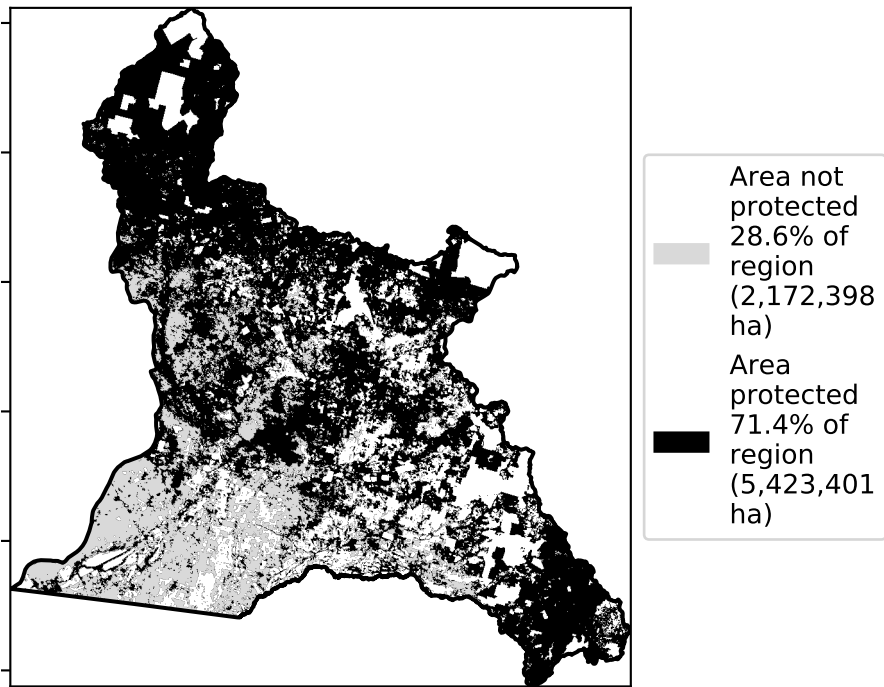 Area not
protected
28.6% of
region
(2,172,398
ha)
Area
protected
71.4% of
region
(5,423,401
ha)